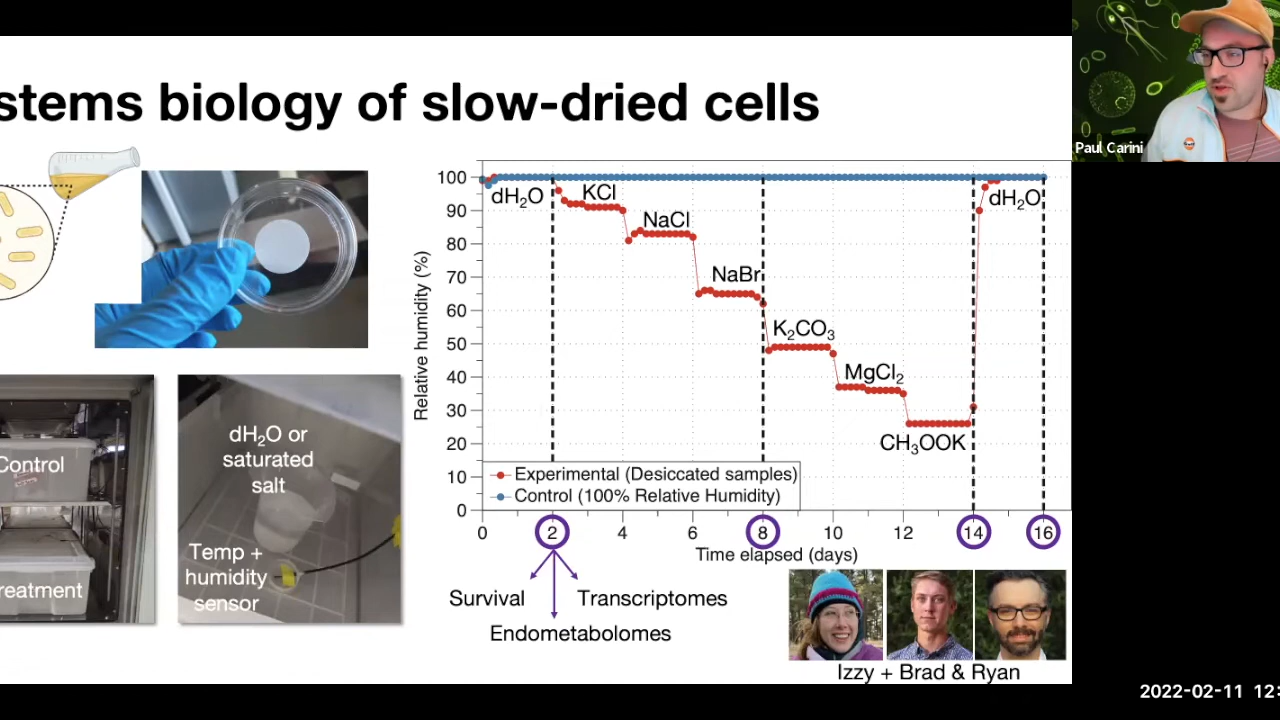 stems biology of slow-dried cells
Paul Carini
Control
reatment
dH₂O or
saturated
salt
Temp +
humidity
sensor
Relative humidity (%)
100
90
80
70
60
50
40
30
20
10
0
dH₂O
KCl
NaCl
NaBr
K₂CO₃
MgCl₂
CH₃OOK
dH₂O
Experimental (Desiccated samples)
Control (100% Relative Humidity)
0 2 4 6 8 10 12 14 16
Time elapsed (days)
Survival
Transcriptomes
Endometabolomes
Izzy + Brad & Ryan
2022-02-11 12: